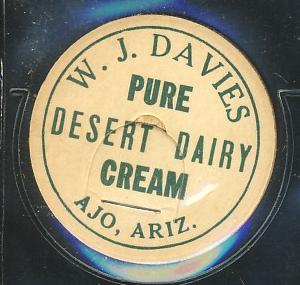 W. J. DAVIES
PURE
DESERT DAIRY
CREAM
AJO, ARIZ.